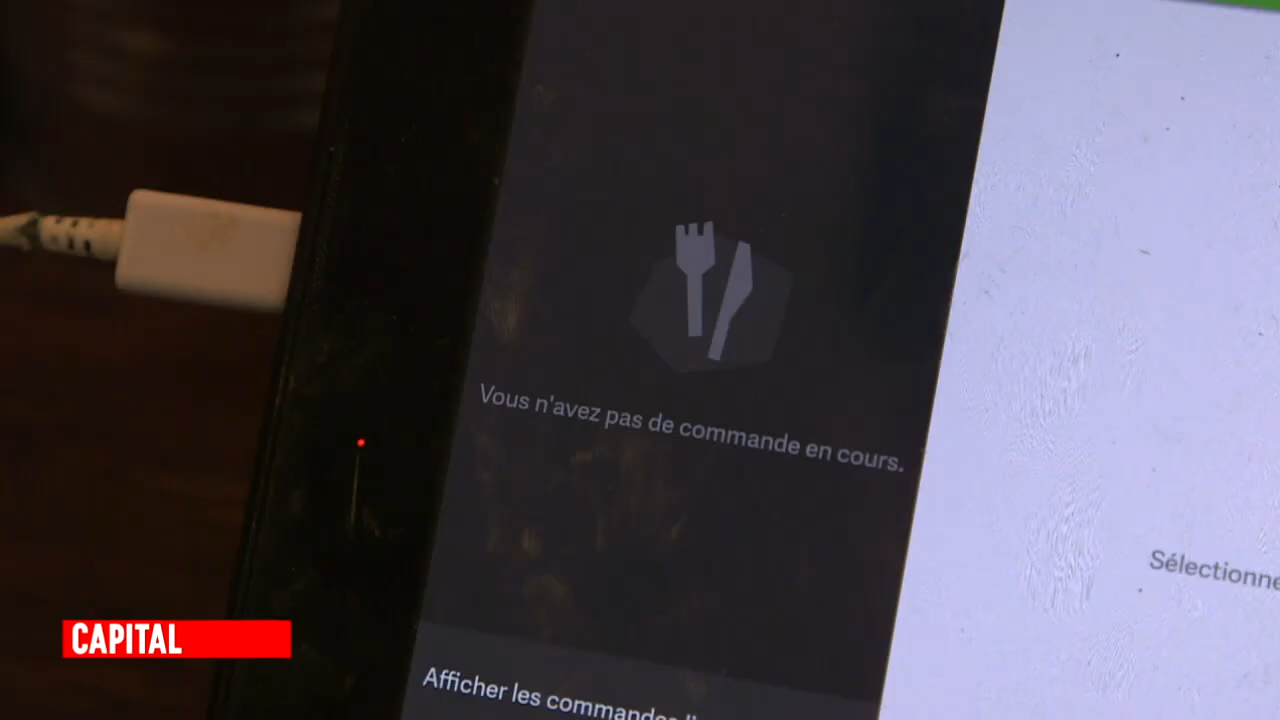 Vous n'avez pas de commande en cours.
Sélectionne
Afficher les commandes
CAPITAL